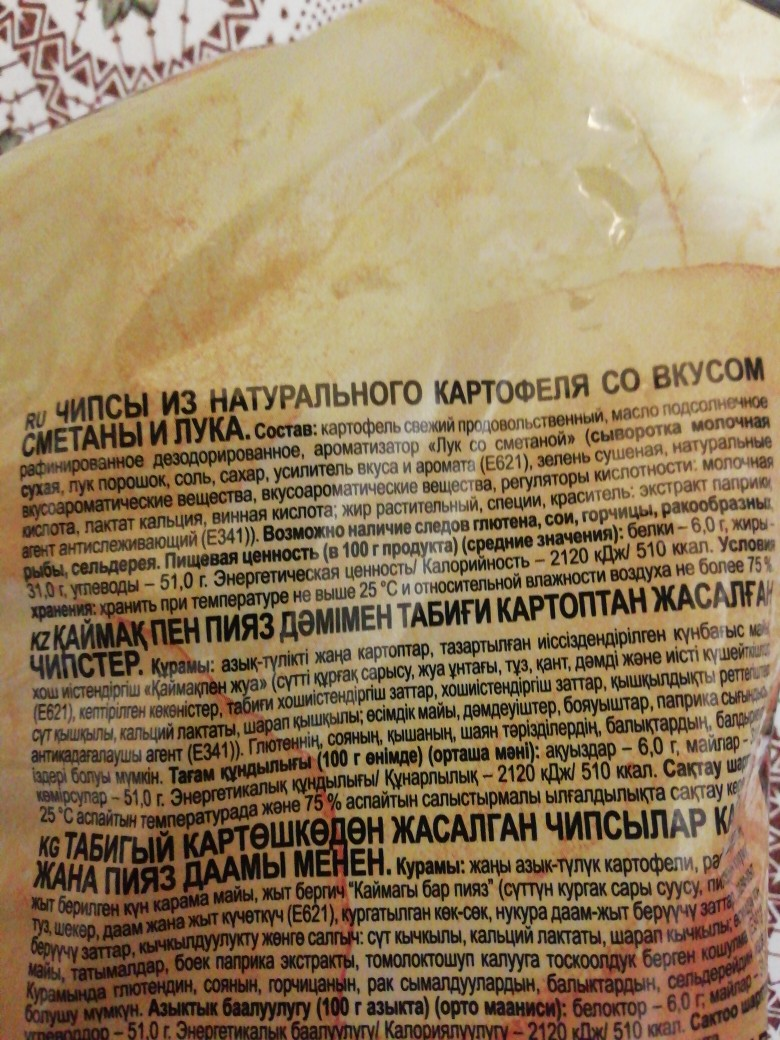 RU ЧИПСЫ ИЗ НАТУРАЛЬНОГО КАРТОФЕЛЯ СО ВКУСОМ
СМЕТАНЫ И ЛУКА. Состав: картофель свежий продовольственный, масло подсолнечное
рафинированное дезодорированное, ароматизатор «Лук со сметаной» (сыворотка молочная
сухая, лук порошок, соль, сахар, усилитель вкуса и аромата (Е621), зелень сушеная, натуральные
вкусоароматические вещества, вкусоароматические вещества, регуляторы кислотности: молочная
кислота, лактат кальция, винная кислота; жир растительный, специи, краситель: экстракт паприки,
агент антислеживающий (Е341)). Возможно наличие следов глютена, сои, горчицы, ракообразных,
рыбы, сельдерея. Пищевая ценность (в 100 г продукта) (средние значения): белки – 6,0 г, жиры –
31,0 г, углеводы – 51,0 г. Энергетическая ценность/ Калорийность – 2120 кДж/ 510 ккал. Условия
хранения: хранить при температуре не выше 25 °С и относительной влажности воздуха не более 75 %
KZ ҚАЙМАҚ ПЕН ПИЯЗ ДӘМІМЕН ТАБИҒИ КАРТОПТАН ЖАСАЛҒАН
ЧИПСТЕР. Құрамы: азық-түлікті жаңа картоптар, тазартылған иіссіздендірілген күнбағыс
хош иістендіргіш «Қаймақпен жуа» (сүтті құрғақ сарысу, жуа ұнтағы, тұз, қант, дәмді және иісті
(Е621), кептірілген көкөністер, табиғи хошиістендіргіш заттар, хошиістендіргіш заттар, қышқылдықты
сүт қышқылы, кальций лактаты, шарап қышқылы; өсімдік майы, дәмдеуіштер, бояуыштар, паприка
антикадағалаушы агент (Е341)). Глютеннің, сояның, қышаның, шаян тәрізділердің, балықтардың,
іздері болуы мүмкін. Тағам құндылығы (100 г өнімде) (орташа мәні): ақуыздар – 6,0 г, майлар –
көмірсулар – 51,0 г. Энергетикалық құндылығы/ Құнарлылық – 2120 кДж/ 510 ккал. Сақтау
25 °С аспайтын температурада және 75 % аспайтын салыстырмалы ылғалдылықта сақтау
KG ТАБИГЫЙ КАРТӨШКӨДӨН ЖАСАЛГАН ЧИПСЫЛАР
ЖАНА ПИЯЗ ДААМЫ МЕНЕН. Курамы: жаңы азык-түлүк картофели,
жыт берилген күн карама майы, жыт бергич "Каймагы бар пияз" (сүттүн кургак сары суусу,
туз, шекер, даам жана жыт күчөткүч (Е621), кургатылган көк-сөк, нукура даам-жыт берүүчү
берүүчү заттар, кычкылдуулукту жөнгө салгыч: сүт кычкылы, кальций лактаты, шарап кычкылы;
майы, татымалдар, боек паприка экстракты, томолоктошуп калууга тоскоолдук берген
Курамында глютендин, соянын, горчицанын, рак сымалдуулардын, балыктардын,
болушу мүмкүн. Азыктык баалуулугу (100 г азыкта) (орто мааниси): белоктор – 6,0 г, майлар –
углеводдор – 51,0 г. Энергетикалык баалуулугу/ Калориялуулугу – 2120 кДж/ 510 ккал. Сактоо